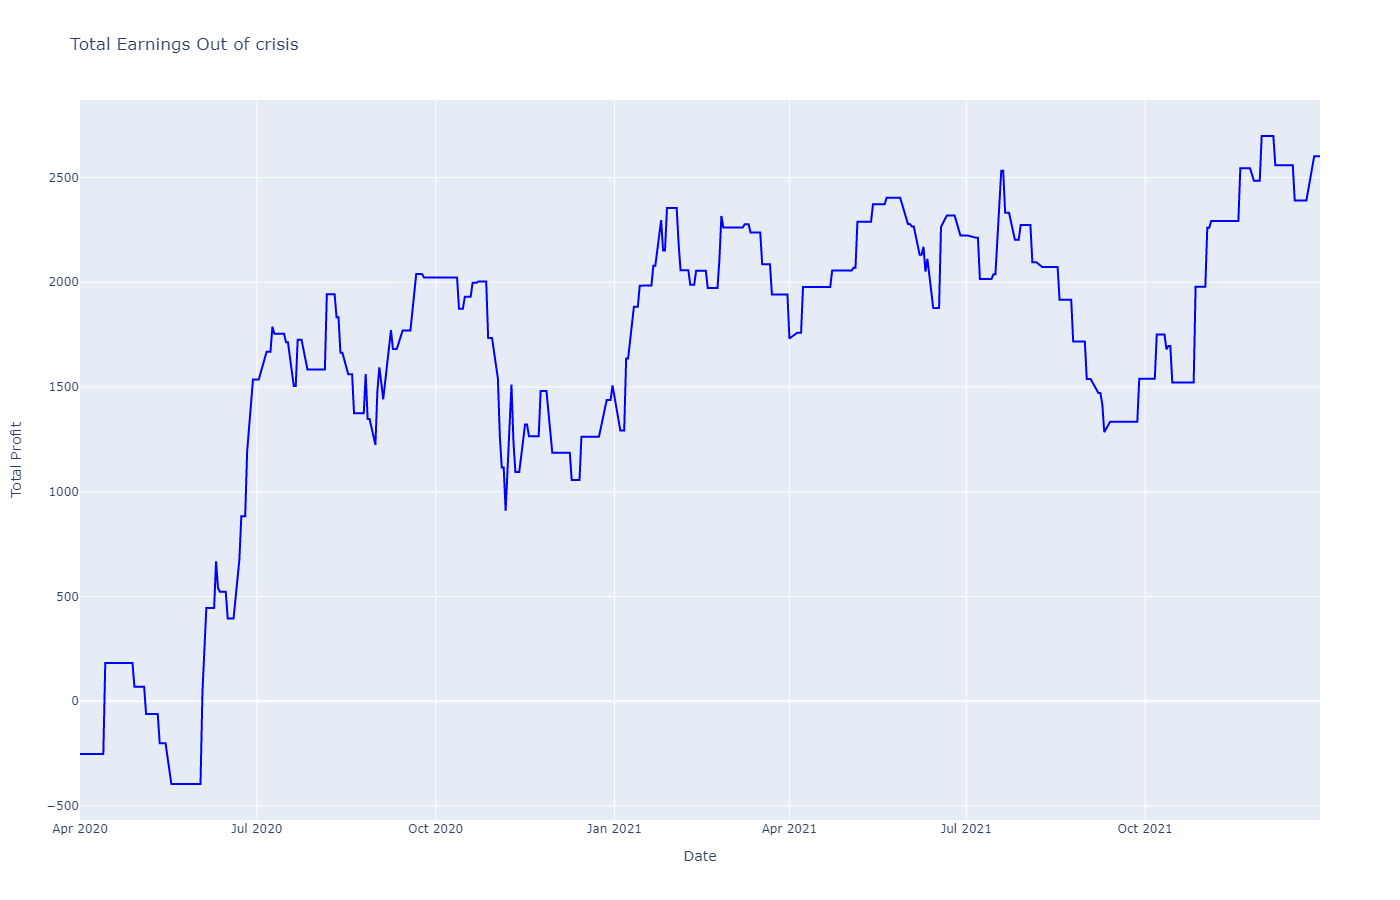 Total Earnings Out of crisis
Total Profit
2500
2000
1500
1000
500
0
−500
Apr 2020
Jul 2020
Oct 2020
Jan 2021
Apr 2021
Jul 2021
Oct 2021
Date